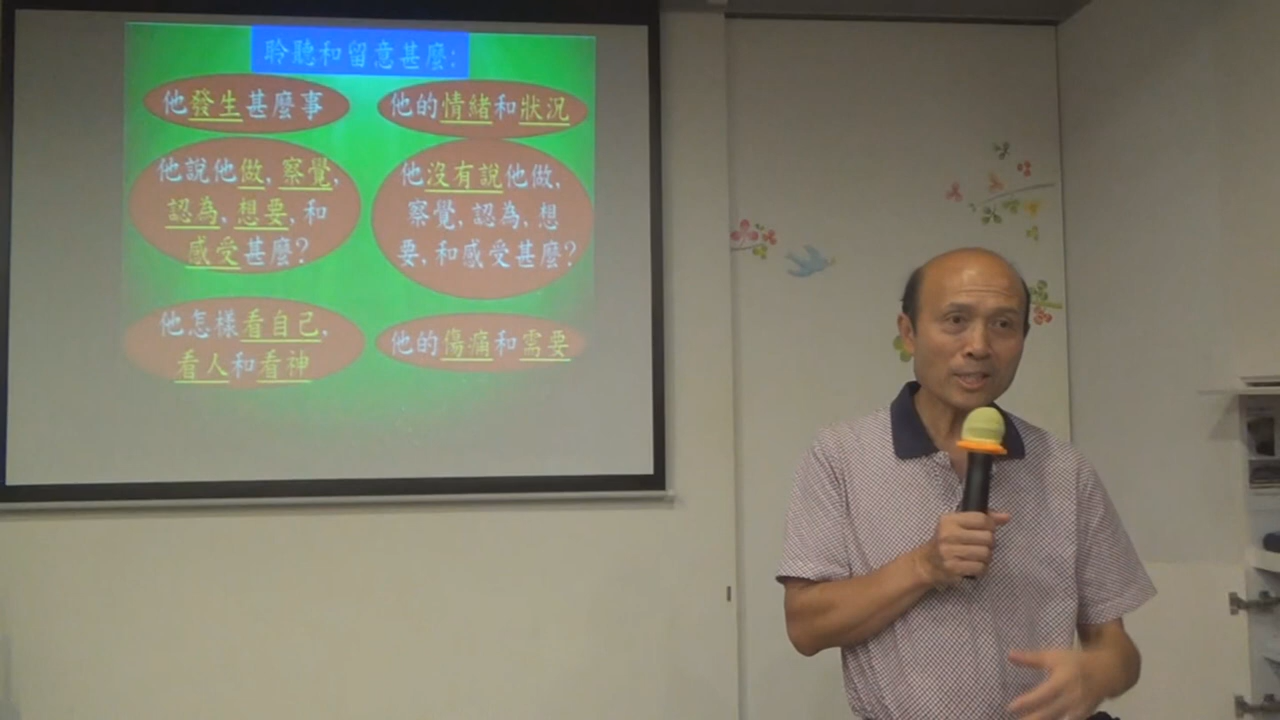 聆聽和留意甚麼:
他發生甚麼事
他的情緒和狀況
他說他做, 察覺,
認為, 想要, 和
感受甚麼?
他沒有說他做,
察覺, 認為, 想
要, 和感受甚麼?
他怎樣看自己,
看人和看神
他的傷痛和需要